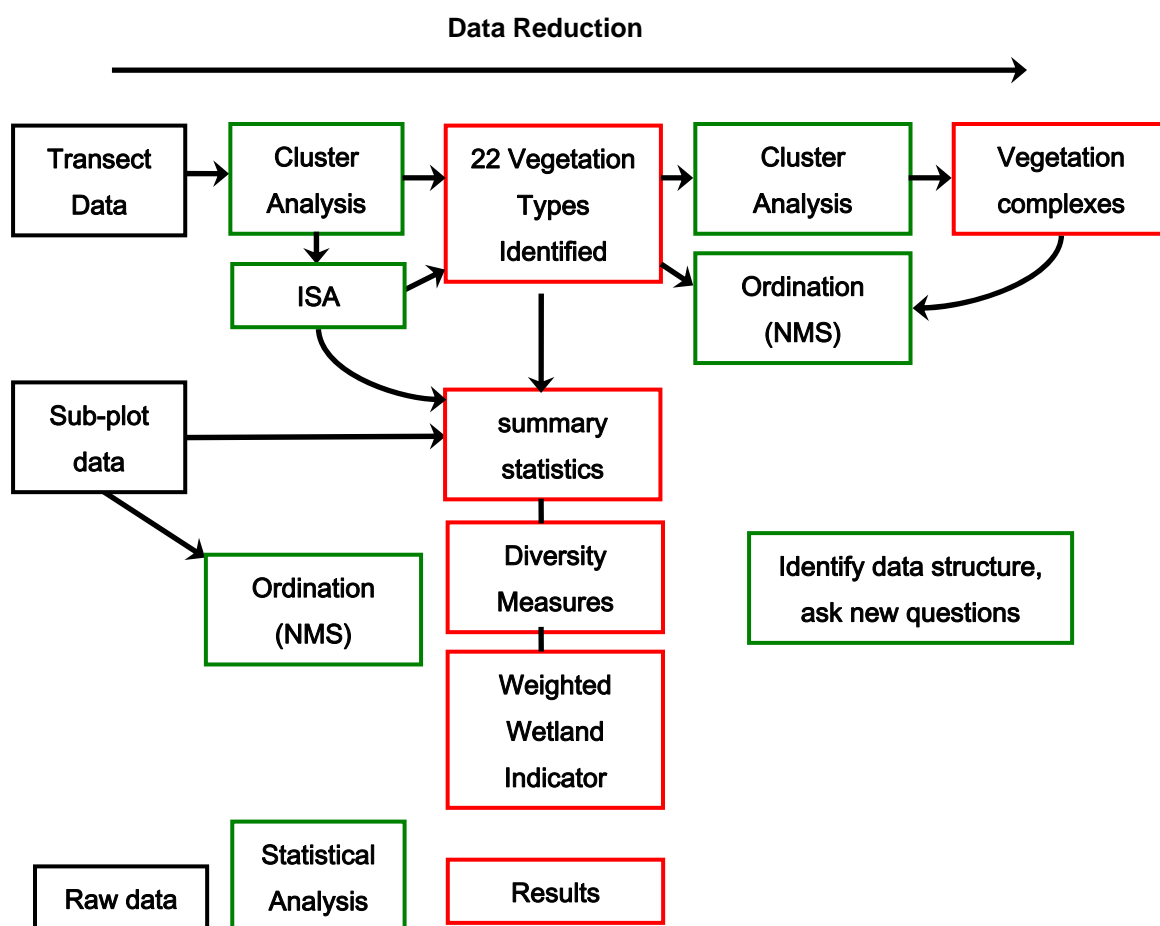 Data Reduction
Transect
Data
Cluster
Analysis
22 Vegetation
Types
Identified
Cluster
Analysis
Vegetation
complexes
ISA
Ordination
(NMS)
Sub-plot
data
summary
statistics
Ordination
(NMS)
Diversity
Measures
Identify data structure,
ask new questions
Weighted
Wetland
Indicator
Raw data
Statistical
Analysis
Results